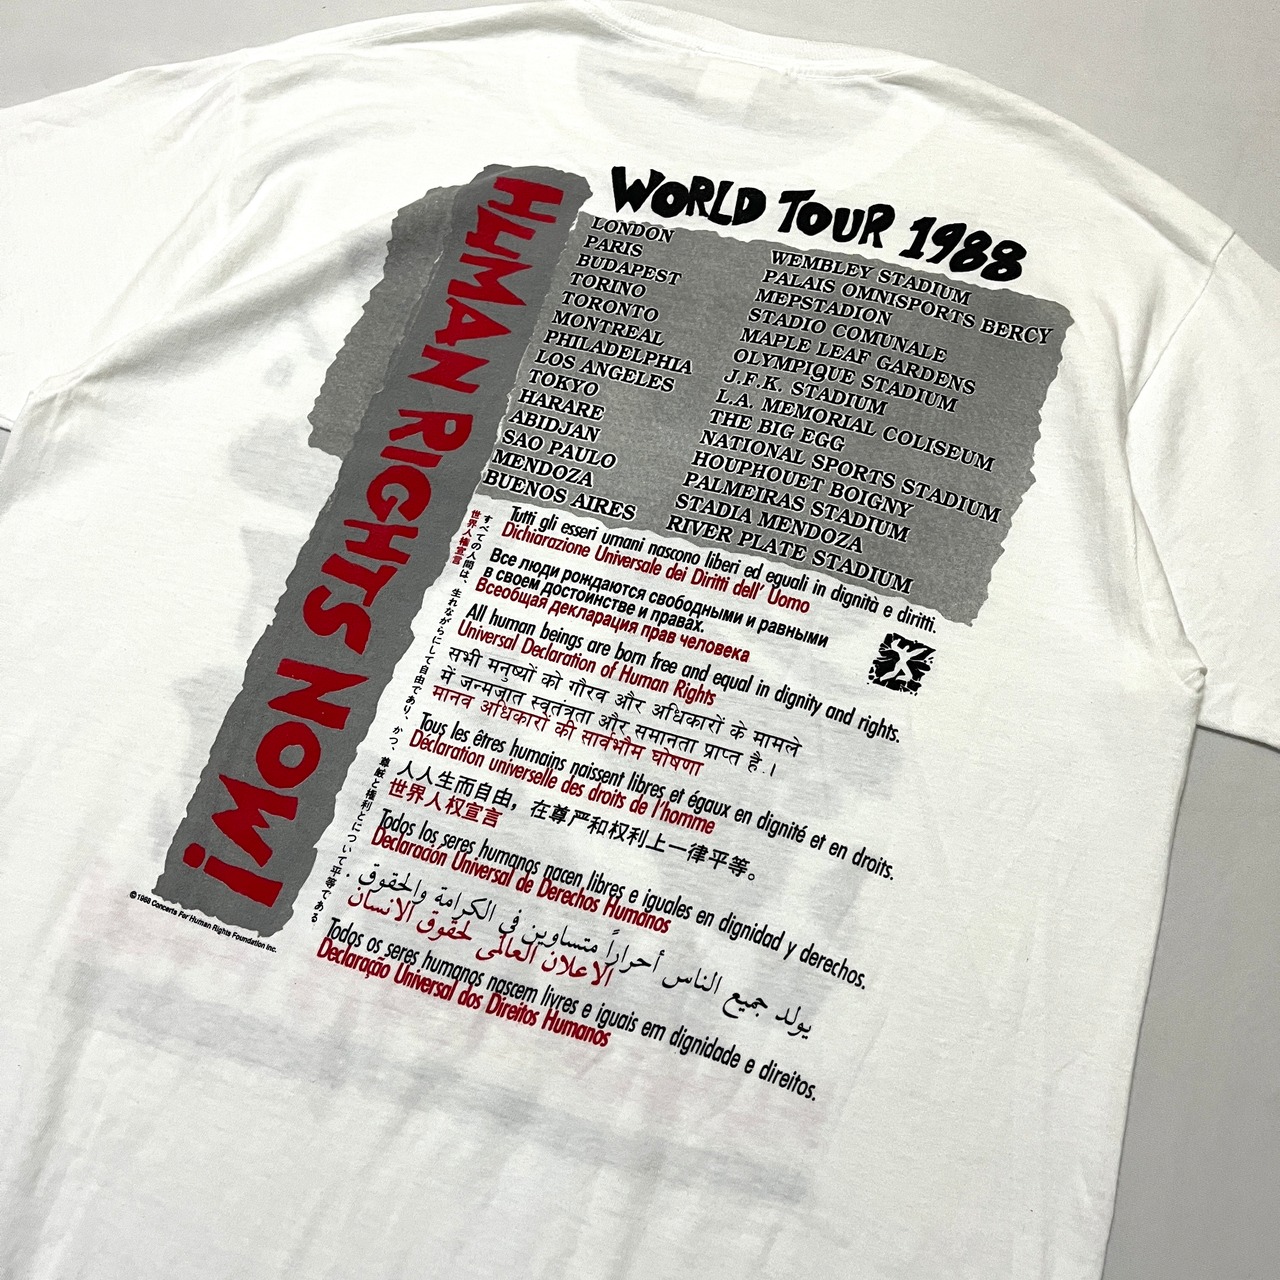 HUMAN RIGHTS NOW!
WORLD TOUR 1988
LONDON WEMBLEY STADIUM
PARIS PALAIS OMNISPORTS BERCY
BUDAPEST MEPSTADION
TORINO STADIO COMUNALE
TORONTO MAPLE LEAF GARDENS
MONTREAL OLYMPIQUE STADIUM
PHILADELPHIA J.F.K. STADIUM
LOS ANGELES L.A. MEMORIAL COLISEUM
TOKYO THE BIG EGG
HARARE NATIONAL SPORTS STADIUM
ABIDJAN HOUPHOUET BOIGNY
SAO PAULO PALMEIRAS STADIUM
MENDOZA STADIA MENDOZA
BUENOS AIRES RIVER PLATE STADIUM
すべての人間は、生れながらにして自由であり、かつ、尊厳と権利とについて平等である。
世界人権宣言
Tutti gli esseri umani nascono liberi ed eguali in dignità e diritti.
Dichiarazione Universale dei Diritti dell' Uomo
Все люди рождаются свободными и равными
в своем достоинстве и правах.
Всеобщая декларация прав человека
All human beings are born free and equal in dignity and rights.
Universal Declaration of Human Rights
सभी मनुष्यों को गौरव और अधिकारों के मामले
में जन्मजात स्वतंत्रता और समानता प्राप्त है।
मानव अधिकारों की सार्वभौम घोषणा
Tous les êtres humains naissent libres et égaux en dignité et en droits.
Déclaration universelle des droits de l'homme
人人生而自由，在尊严和权利上一律平等。
世界人权宣言
Todos los seres humanos nacen libres e iguales en dignidad y derechos.
Declaración Universal de Derechos Humanos
يولد جميع الناس أحراراً متساوين في الكرامة والحقوق
الاعلان العالمى لحقوق الانسان
Todos os seres humanos nascem livres e iguais em dignidade e direitos.
Declaração Universal dos Direitos Humanos
©1988 Concerts For Human Rights Foundation Inc.